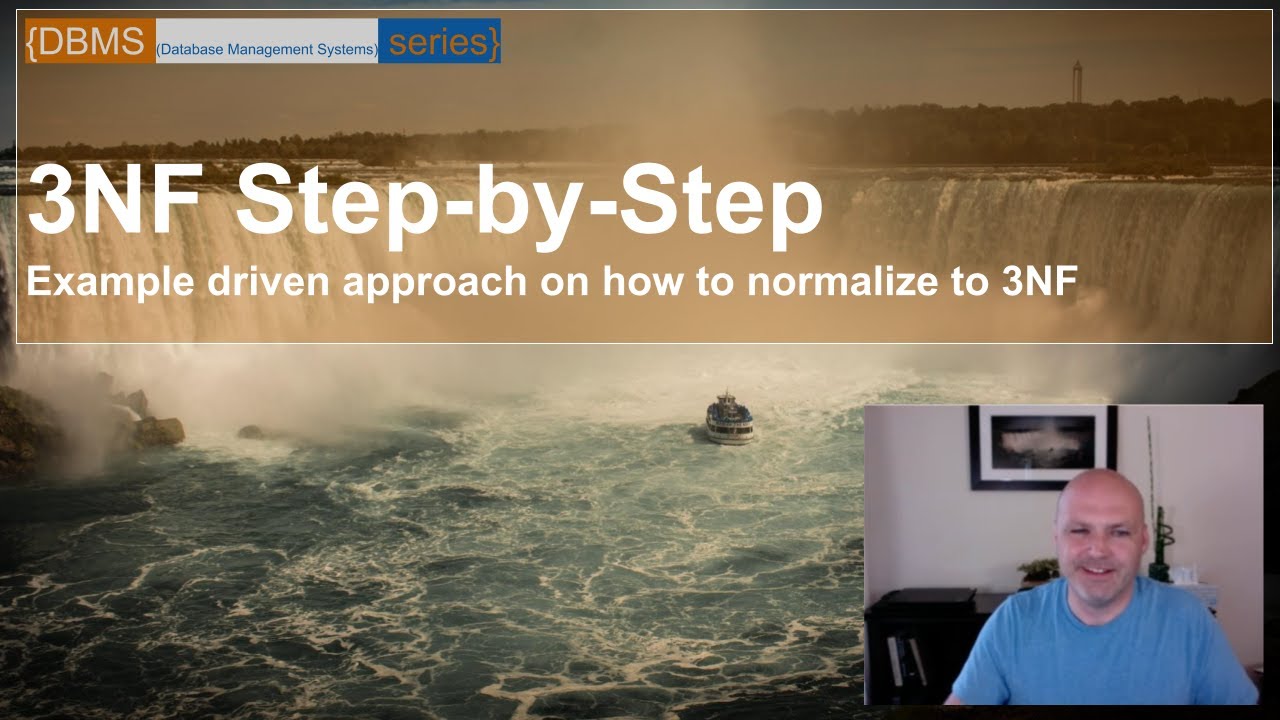 {DBMS (Database Management Systems) series}
3NF Step-by-Step
Example driven approach on how to normalize to 3NF